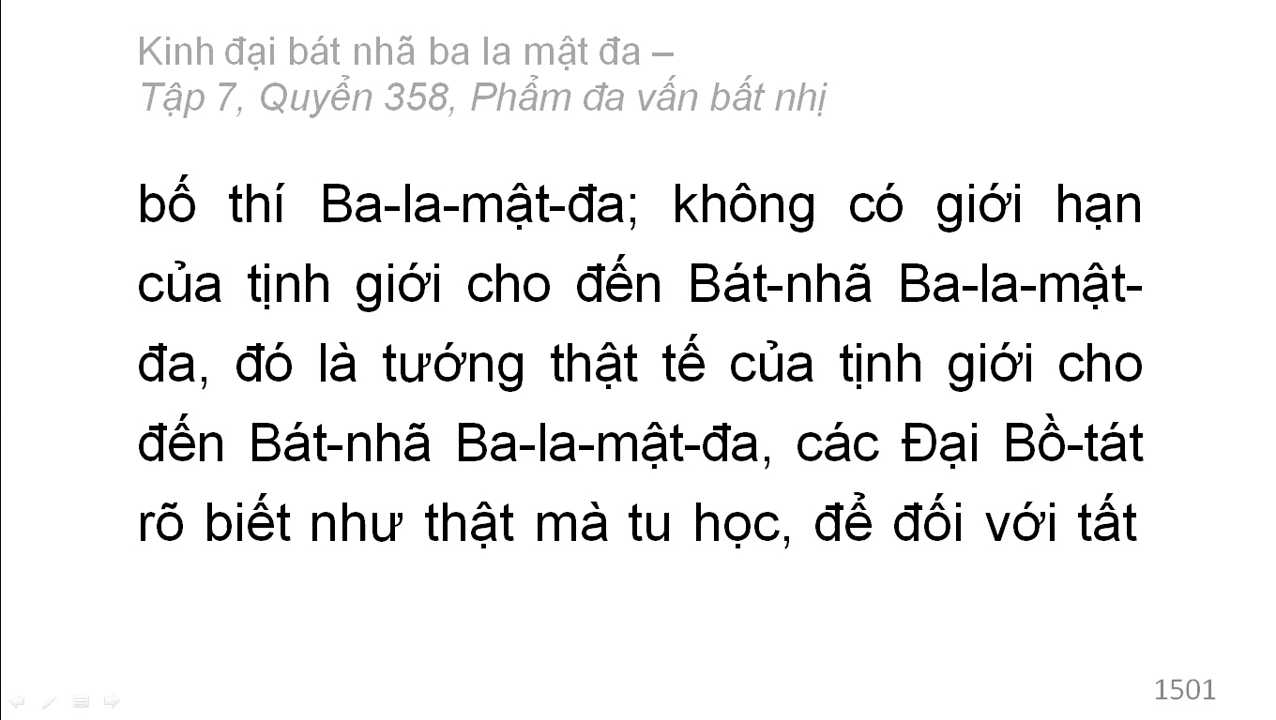 Kinh đại bát nhã ba la mật đa –
Tập 7, Quyển 358, Phẩm đa vấn bất nhị
bố thí Ba-la-mật-đa; không có giới hạn
của tịnh giới cho đến Bát-nhã Ba-la-mật-
đa, đó là tướng thật tế của tịnh giới cho
đến Bát-nhã Ba-la-mật-đa, các Đại Bồ-tát
rõ biết như thật mà tu học, để đối với tất
1501